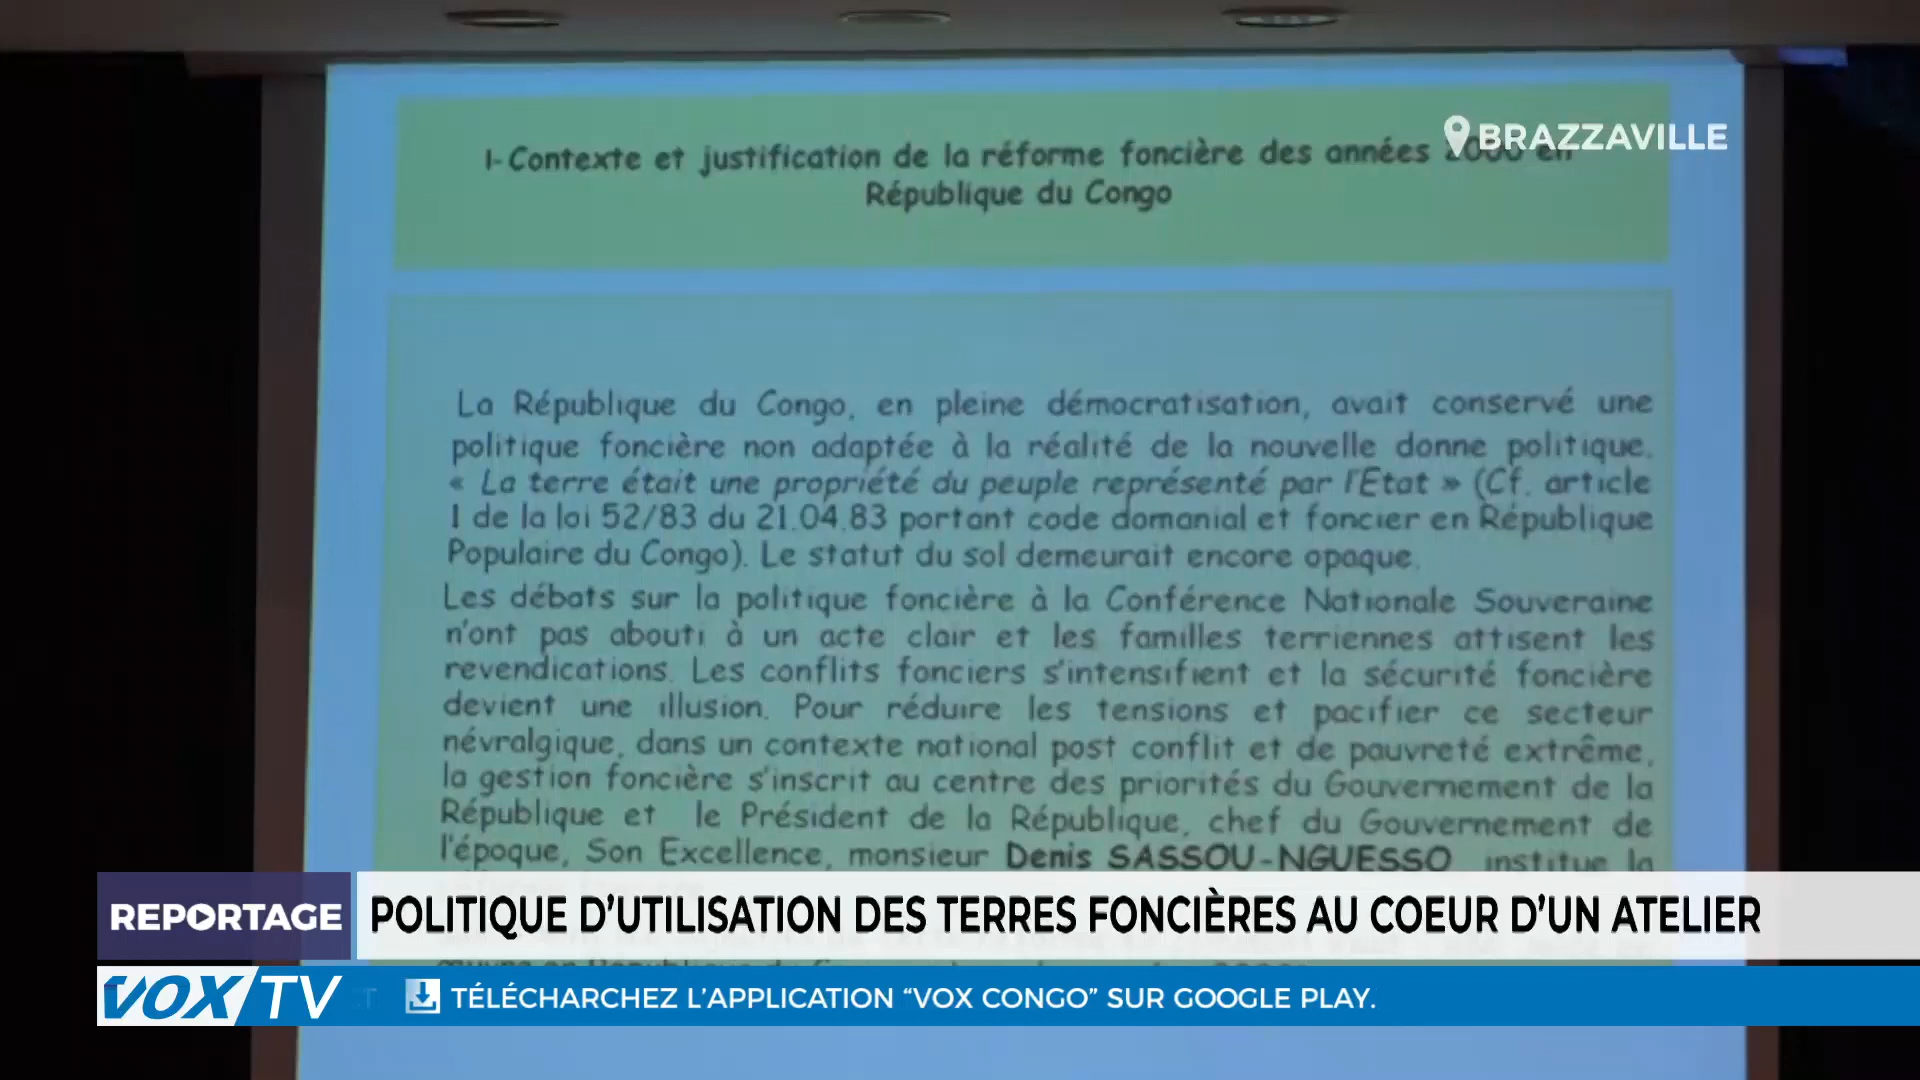 BRAZZAVILLE
I- Contexte et justification de la réforme foncière des années 2000 en
République du Congo
La République du Congo, en pleine démocratisation, avait conservé une
politique foncière non adaptée à la réalité de la nouvelle donne politique.
« La terre était une propriété du peuple représenté par l'Etat » (Cf. article
1 de la loi 52/83 du 21.04.83 portant code domanial et foncier en République
Populaire du Congo). Le statut du sol demeurait encore opaque.
Les débats sur la politique foncière à la Conférence Nationale Souveraine
n'ont pas abouti à un acte clair et les familles terriennes attisent les
revendications. Les conflits fonciers s'intensifient et la sécurité foncière
devient une illusion. Pour réduire les tensions et pacifier ce secteur
névralgique, dans un contexte national post conflit et de pauvreté extrême,
la gestion foncière s'inscrit au centre des priorités du Gouvernement de la
République et le Président de la République, chef du Gouvernement de
l'époque, Son Excellence, monsieur Denis SASSOU-NGUESSO institue la
REPORTAGE
POLITIQUE D'UTILISATION DES TERRES FONCIÈRES AU COEUR D'UN ATELIER
VOX TV
TÉLÉCHARCHEZ L'APPLICATION “VOX CONGO” SUR GOOGLE PLAY.